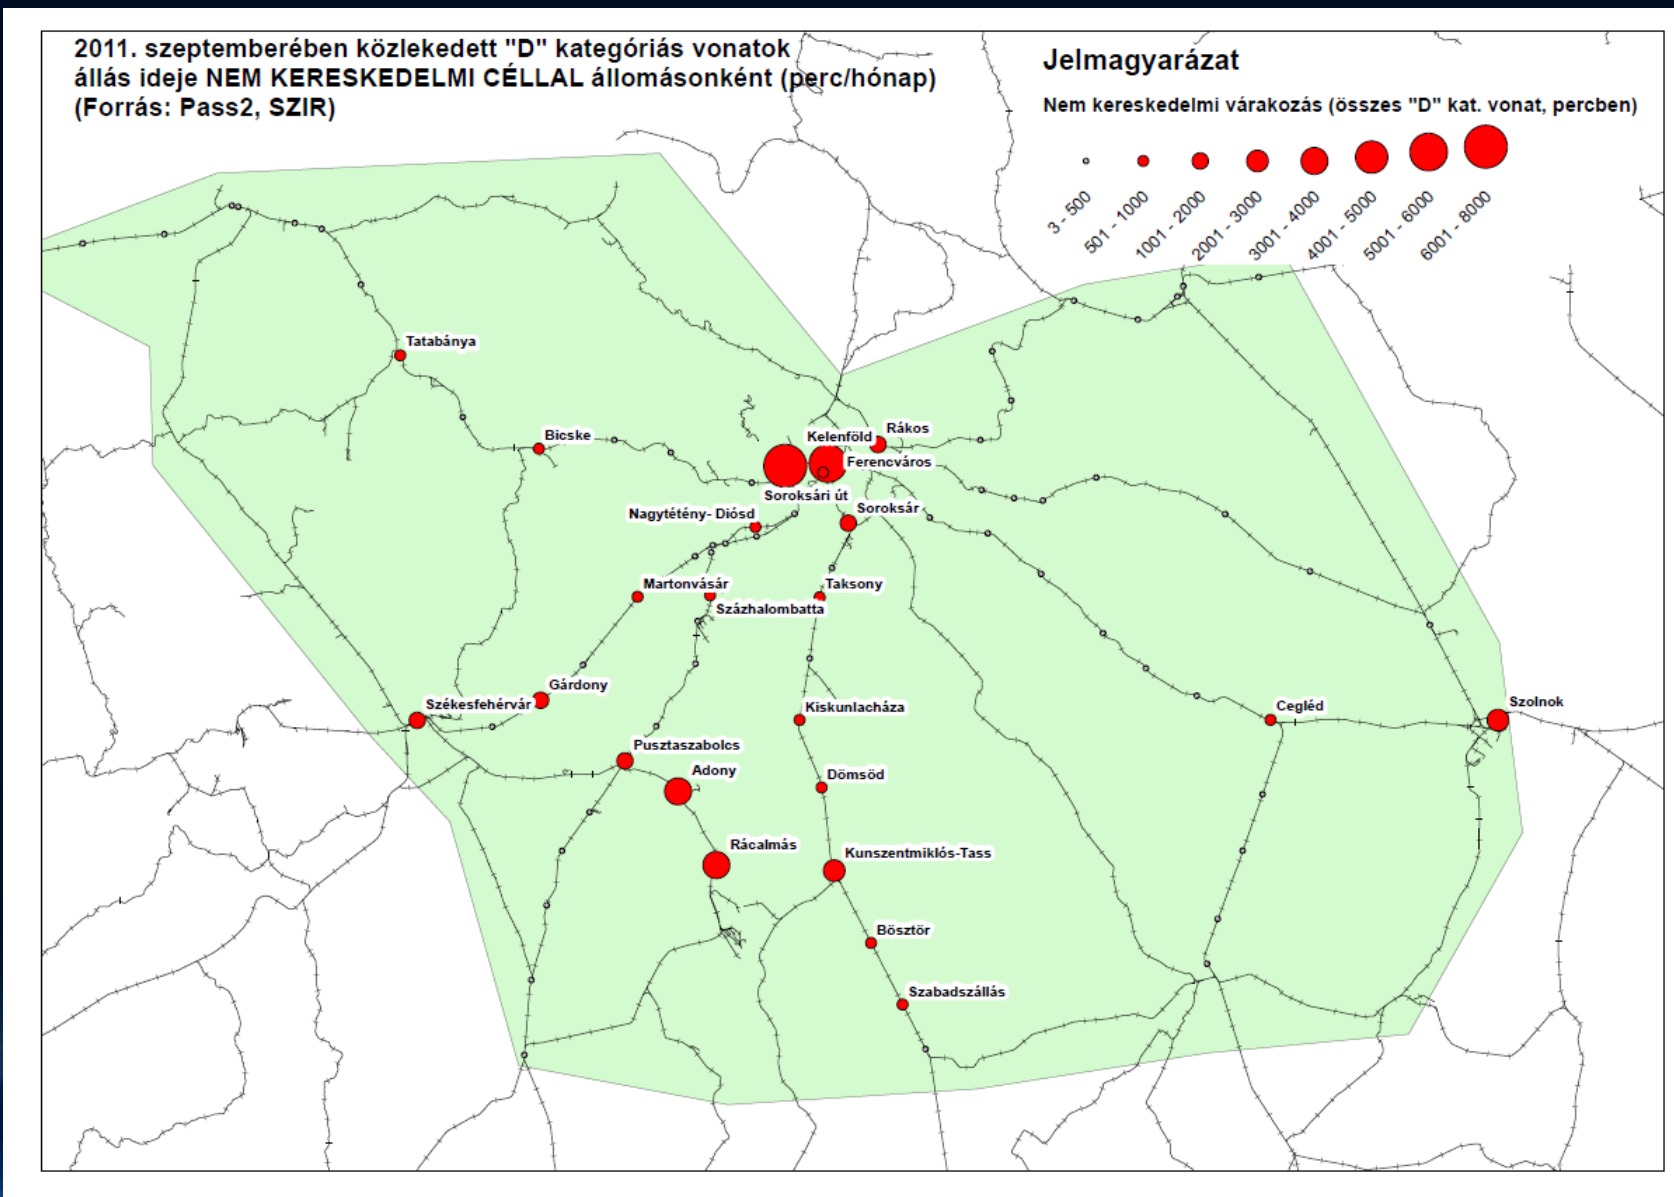 2011. szeptemberében közlekedett "D" kategóriás vonatok
állás ideje NEM KERESKEDELMI CÉLLAL állomásonként (perc/hónap)
(Forrás: Pass2, SZIR)
Jelmagyarázat
Nem kereskedelmi várakozás (összes "D" kat. vonat, percben)
3 - 500
501 - 1000
1001 - 2000
2001 - 3000
3001 - 4000
4001 - 5000
5001 - 6000
6001 - 8000
Tatabánya
Bicske
Kelenföld
Rákos
Ferencváros
Soroksári út
Nagytétény- Diósd
Soroksár
Martonvásár
Taksony
Százhalombatta
Gárdony
Székesfehérvár
Kiskunlacháza
Cegléd
Szolnok
Pusztaszabolcs
Adony
Dömsöd
Rácalmás
Kunszentmiklós-Tass
Bösztör
Szabadszállás